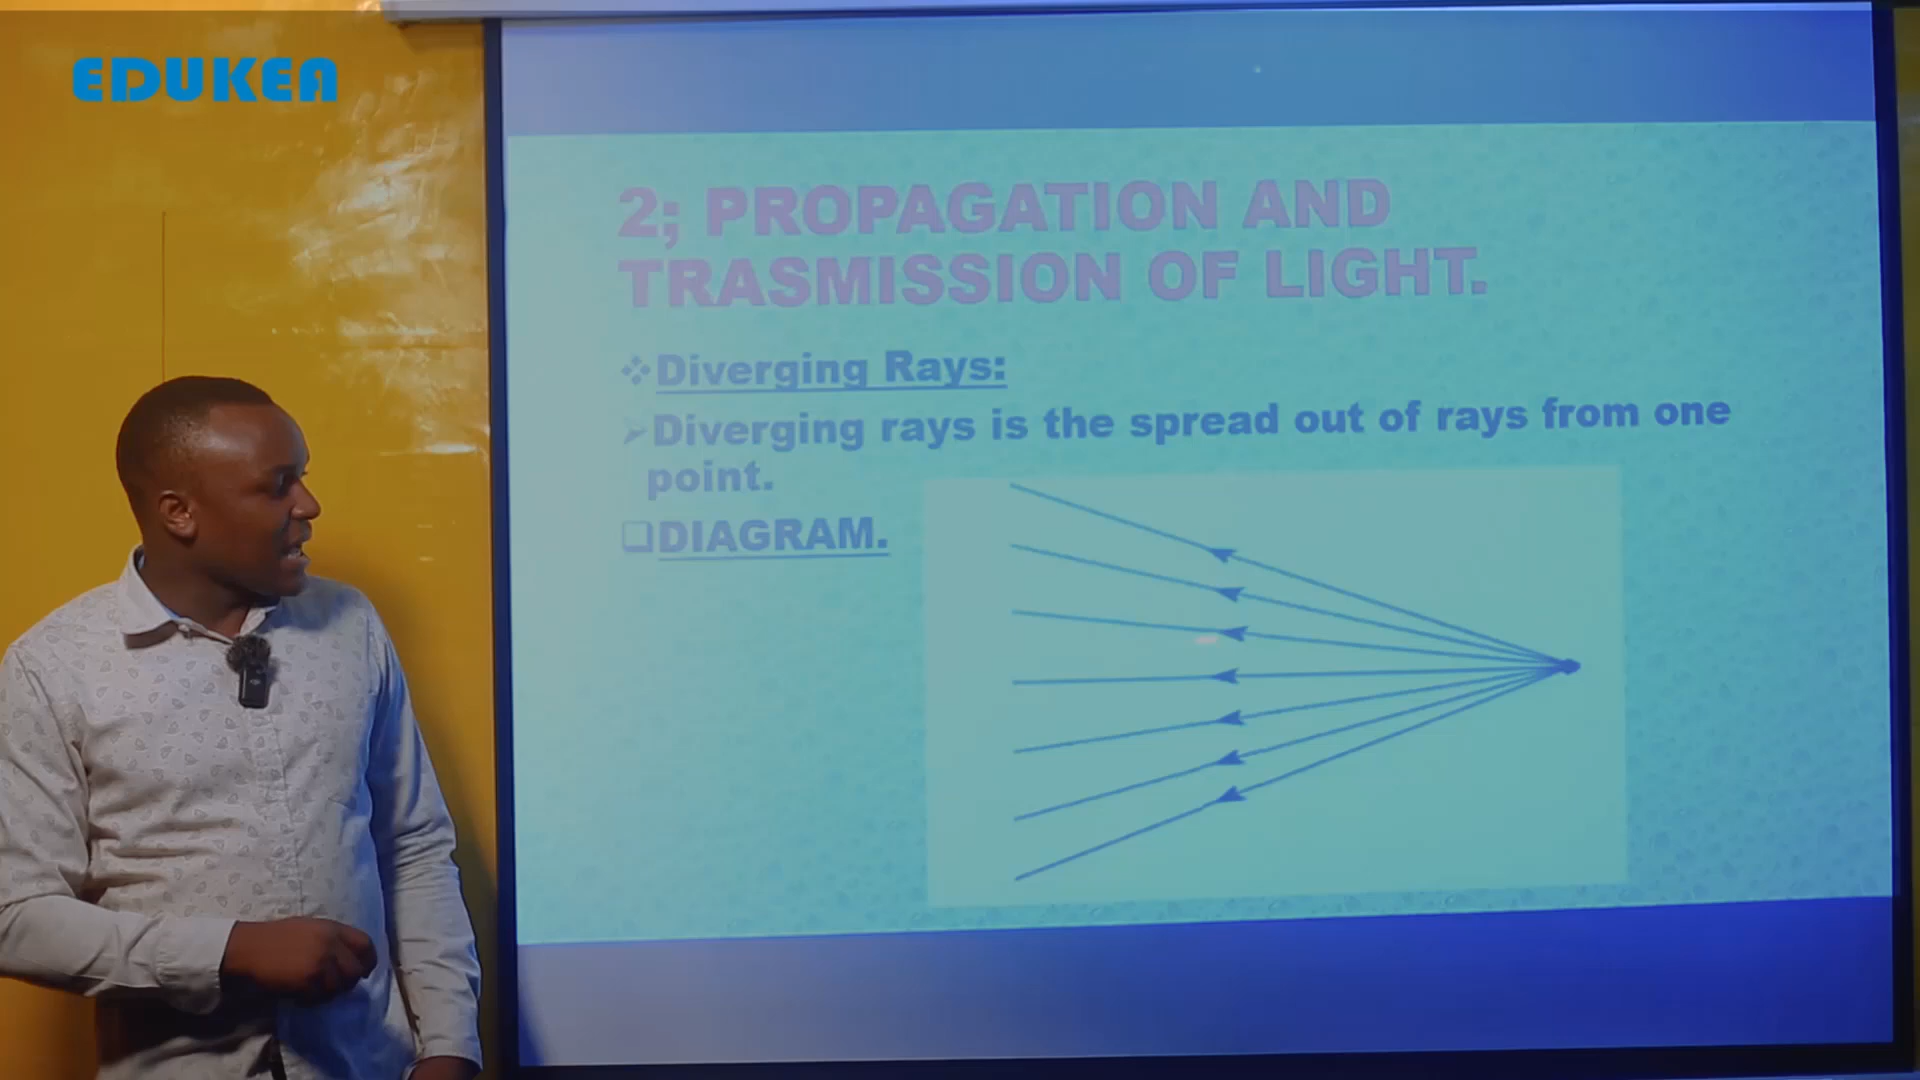 EDUKEA
2; PROPAGATION AND
TRASMISSION OF LIGHT.
Diverging Rays:
Diverging rays is the spread out of rays from one
point.
DIAGRAM.